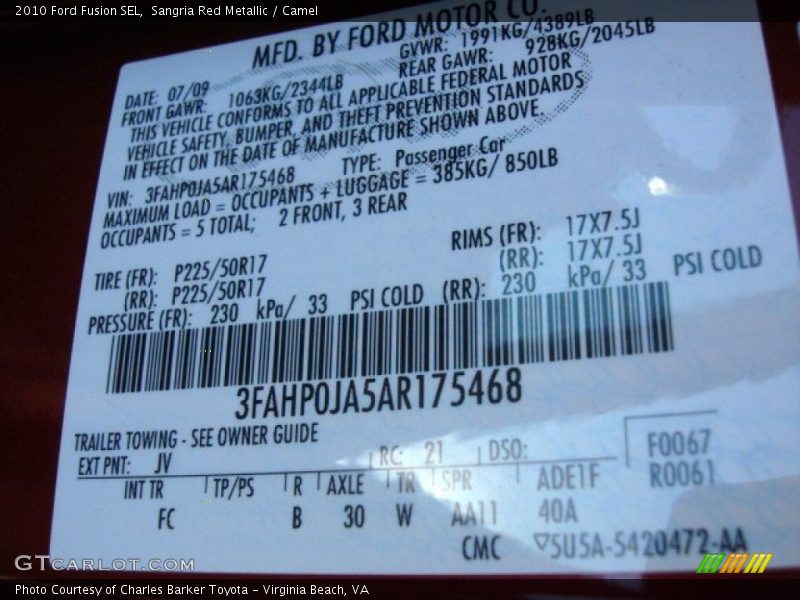 2010 Ford Fusion SEL, Sangria Red Metallic / Camel
MFD. BY FORD MOTOR CO.
DATE: 07/09 GVWR: 1991KG/4389LB
FRONT GAWR: 1063KG/2344LB REAR GAWR: 928KG/2045LB
THIS VEHICLE CONFORMS TO ALL APPLICABLE FEDERAL MOTOR
VEHICLE SAFETY, BUMPER, AND THEFT PREVENTION STANDARDS
IN EFFECT ON THE DATE OF MANUFACTURE SHOWN ABOVE
VIN: 3FAHP0JA5AR175468 TYPE: Passenger Car
MAXIMUM LOAD = OCCUPANTS + LUGGAGE = 385KG/ 850LB
OCCUPANTS = 5 TOTAL; 2 FRONT, 3 REAR
TIRE (FR): P225/50R17 RIMS (FR): 17X7.5J
(RR): P225/50R17 (RR): 17X7.5J
PRESSURE (FR): 230 kPa/ 33 PSI COLD (RR): 230 kPa/ 33 PSI COLD
3FAHP0JA5AR175468
TRAILER TOWING - SEE OWNER GUIDE
EXT PNT: JV RC: 21 DSO: F0067
R0061
INT TR TP/PS R AXLE TR SPR ADE1F
FC B 30 W AA11 40A
CMC ▽5U5A-5420472-AA
GTCARLOT.COM
Photo Courtesy of Charles Barker Toyota - Virginia Beach, VA